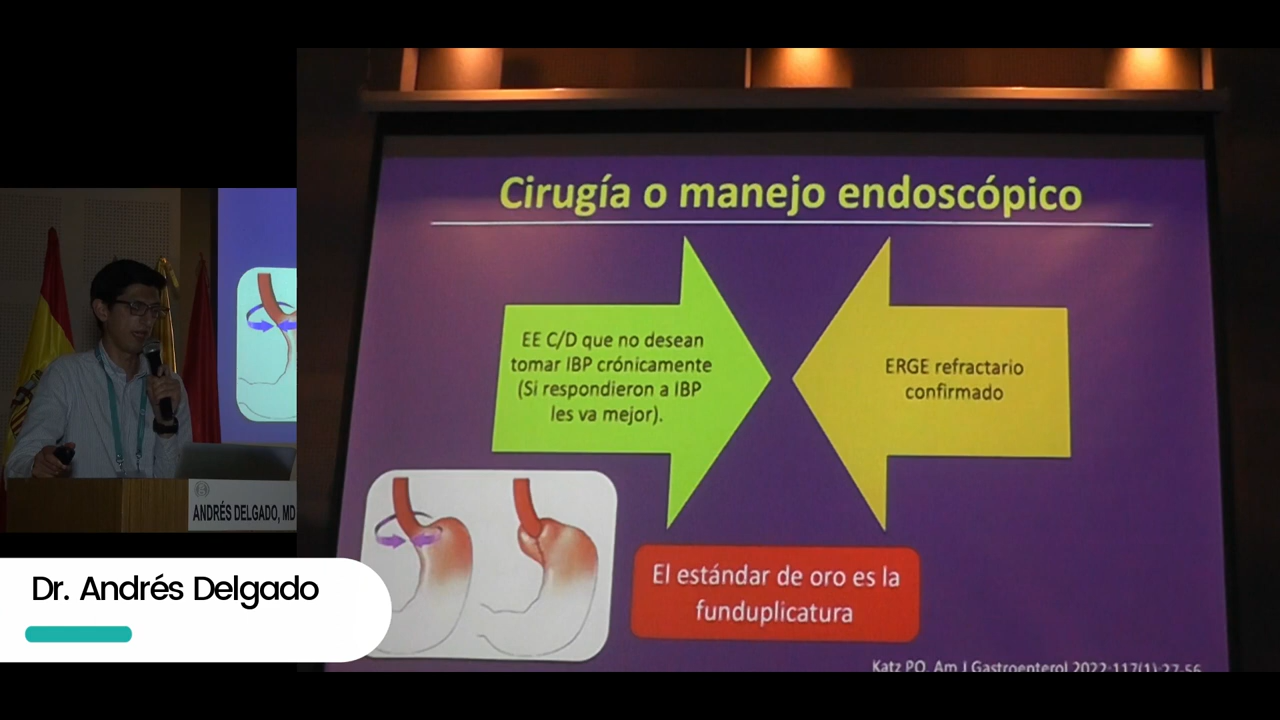 Cirugía o manejo endoscópico
EE C/D que no desean
tomar IBP crónicamente
(Si respondieron a IBP
les va mejor).
ERGE refractario
confirmado
El estándar de oro es la
funduplicatura
Katz PO. Am J Gastroenterol 2022;117(1):27-56
ANDRÉS DELGADO, MD
Dr. Andrés Delgado